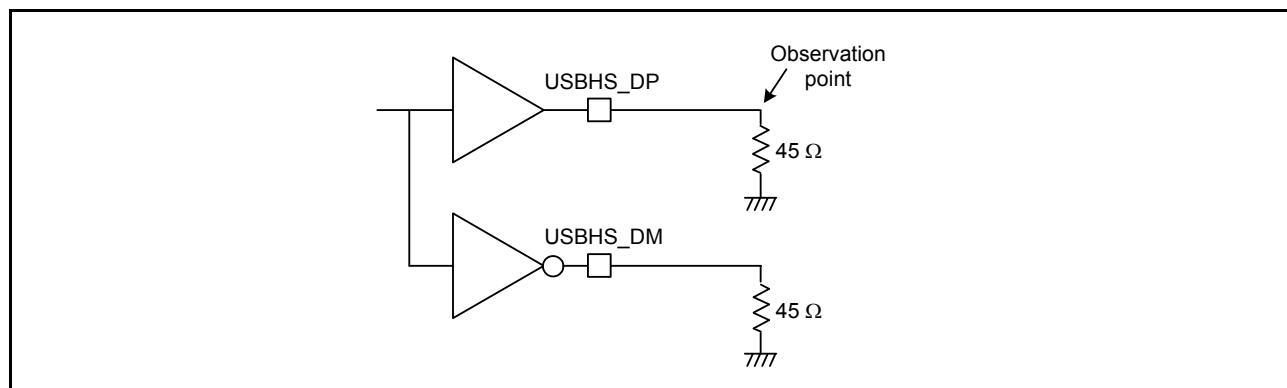 Observation
point
USBHS_DP
45 Ω
USBHS_DM
45 Ω